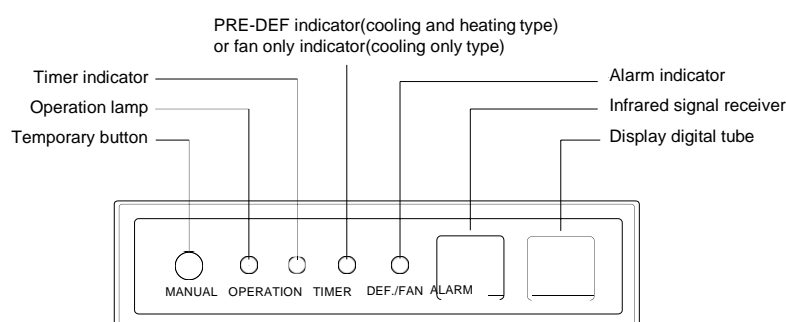 PRE-DEF indicator(cooling and heating type)
or fan only indicator(cooling only type)
Timer indicator
Alarm indicator
Operation lamp
Infrared signal receiver
Temporary button
Display digital tube
MANUAL OPERATION TIMER DEF./FAN ALARM